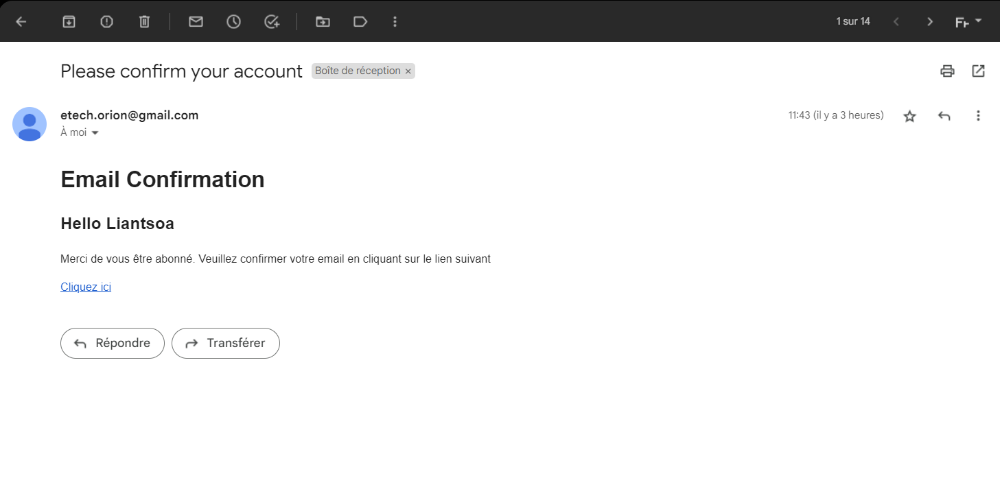 1 sur 14
Please confirm your account Boîte de réception ×
etech.orion@gmail.com 11:43 (il y a 3 heures)
À moi
Email Confirmation
Hello Liantsoa
Merci de vous être abonné. Veuillez confirmer votre email en cliquant sur le lien suivant
Cliquez ici
Répondre Transférer